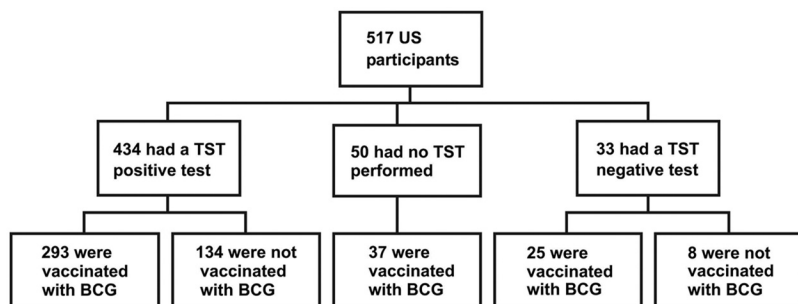 517 US
participants
434 had a TST
positive test
50 had no TST
performed
33 had a TST
negative test
293 were
vaccinated
with BCG
134 were not
vaccinated
with BCG
37 were
vaccinated
with BCG
25 were
vaccinated
with BCG
8 were not
vaccinated
with BCG